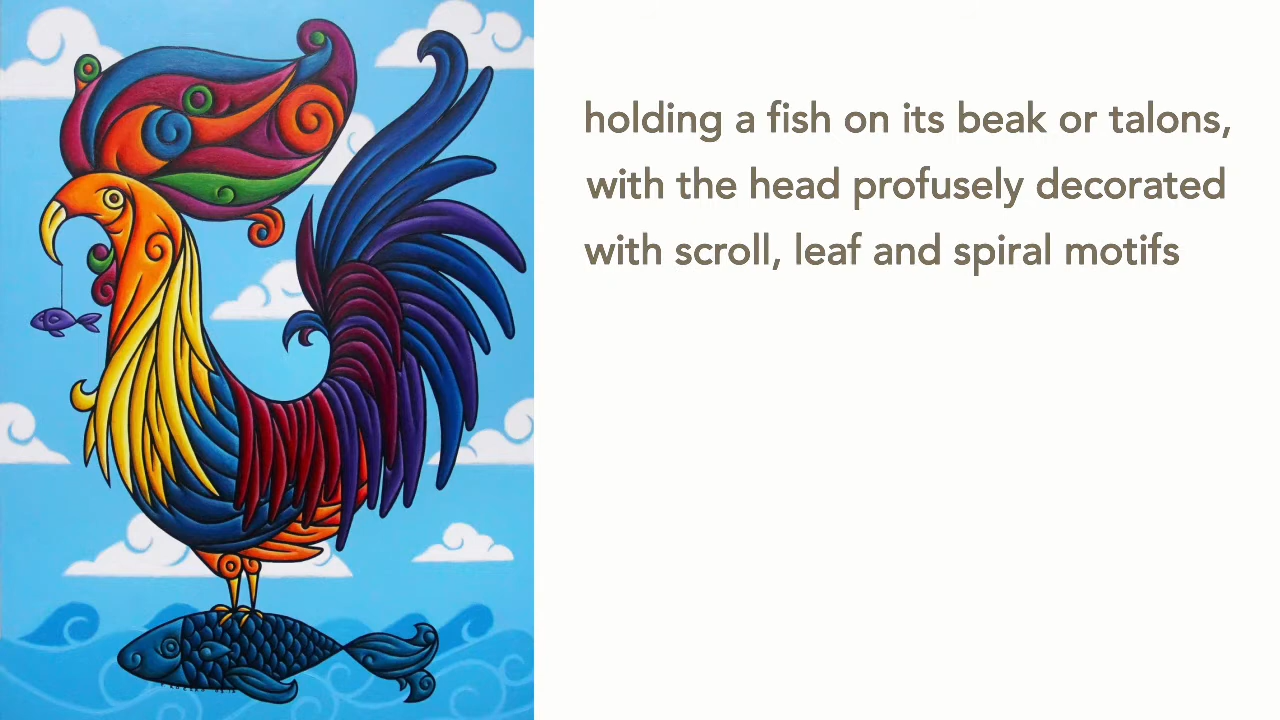 holding a fish on its beak or talons,
with the head profusely decorated
with scroll, leaf and spiral motifs